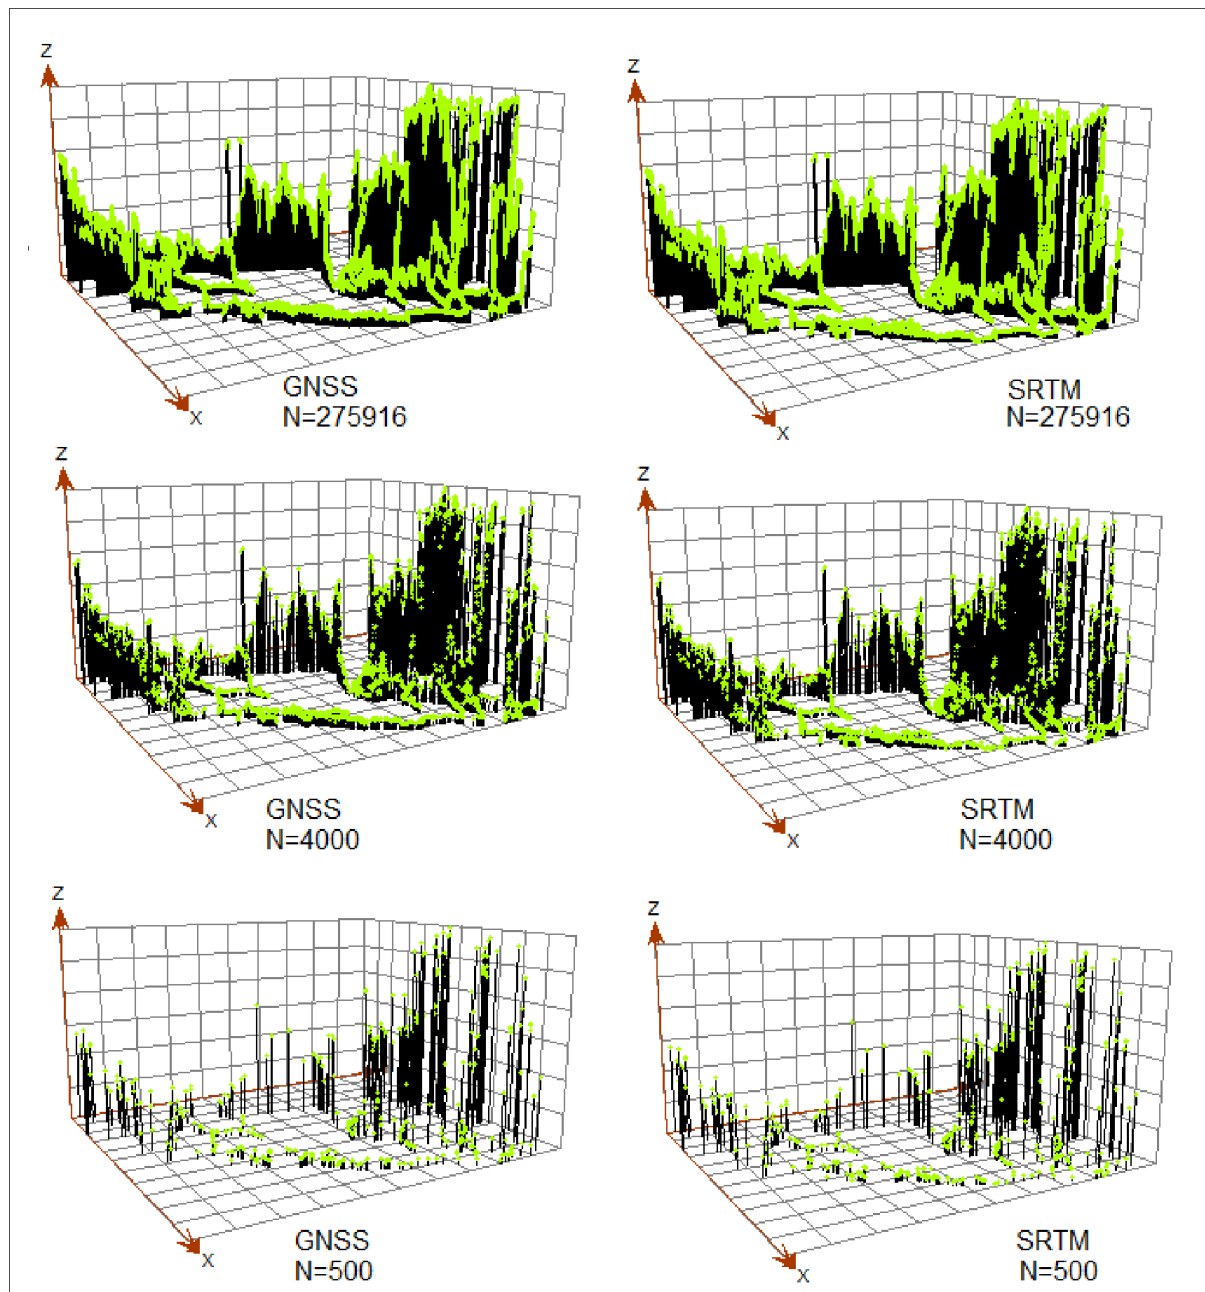 Z
Z
X
X
GNSS
N=275916
SRTM
N=275916
Z
Z
X
X
GNSS
N=4000
SRTM
N=4000
Z
Z
X
X
GNSS
N=500
SRTM
N=500